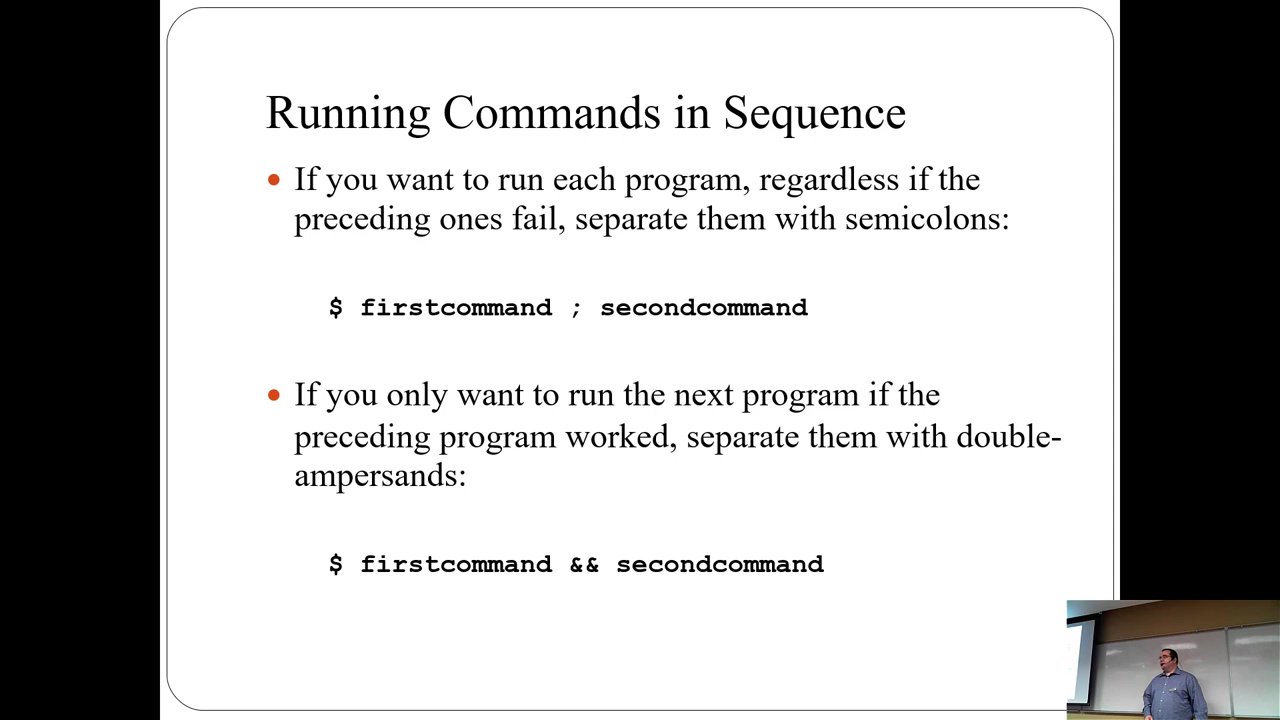 Running Commands in Sequence
• If you want to run each program, regardless if the
preceding ones fail, separate them with semicolons:
$ firstcommand ; secondcommand
• If you only want to run the next program if the
preceding program worked, separate them with double-
ampersands:
$ firstcommand && secondcommand